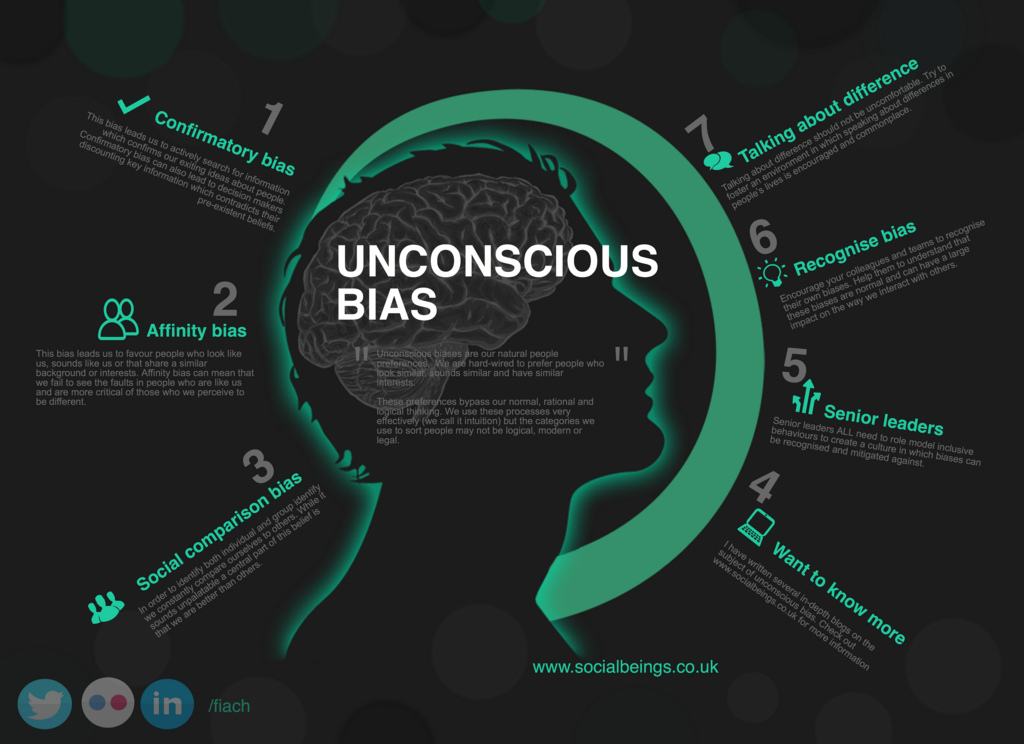 UNCONSCIOUS
BIAS
"
Unconscious biases are our natural people
preferences.  We are hard-wired to prefer people who
look similar, sounds similar and have similar
interests.
"
These preferences bypass our normal, rational and
logical thinking. We use these processes very
effectively (we call it intuition) but the categories we
use to sort people may not be logical, modern or
legal.
1
Confirmatory bias
This bias leads us to actively search for information
which confirms our exiting ideas about people.
Confirmatory bias can also lead to decision makers
discounting key information which contradicts their
pre-existent beliefs.
2
Affinity bias
This bias leads us to favour people who look like
us, sounds like us or that share a similar
background or interests. Affinity bias can mean that
we fail to see the faults in people who are like us
and are more critical of those who we perceive to
be different.
3
Social comparison bias
In order to identify both individual and group identify
we constantly compare ourselves to others. While it
sounds unpalatable a central part of this belief is
that we are better than others.
7
Talking about difference
Talking about difference should not be uncomfortable. Try to
foster an environment in which speaking about differences in
people's lives is encouraged and commonplace.
6
Recognise bias
Encourage your colleagues and teams to recognise
their own biases. Help them to understand that
these biases are normal and can have a large
impact on the way we interact with others.
5
Senior leaders
Senior leaders ALL need to role model inclusive
behaviours to create a culture in which biases can
be recognised and mitigated against.
4
Want to know more
I have written several in-depth blogs on the
subject of unconscious bias. Check out
www.socialbeings.co.uk for more information
www.socialbeings.co.uk
in
/fiach